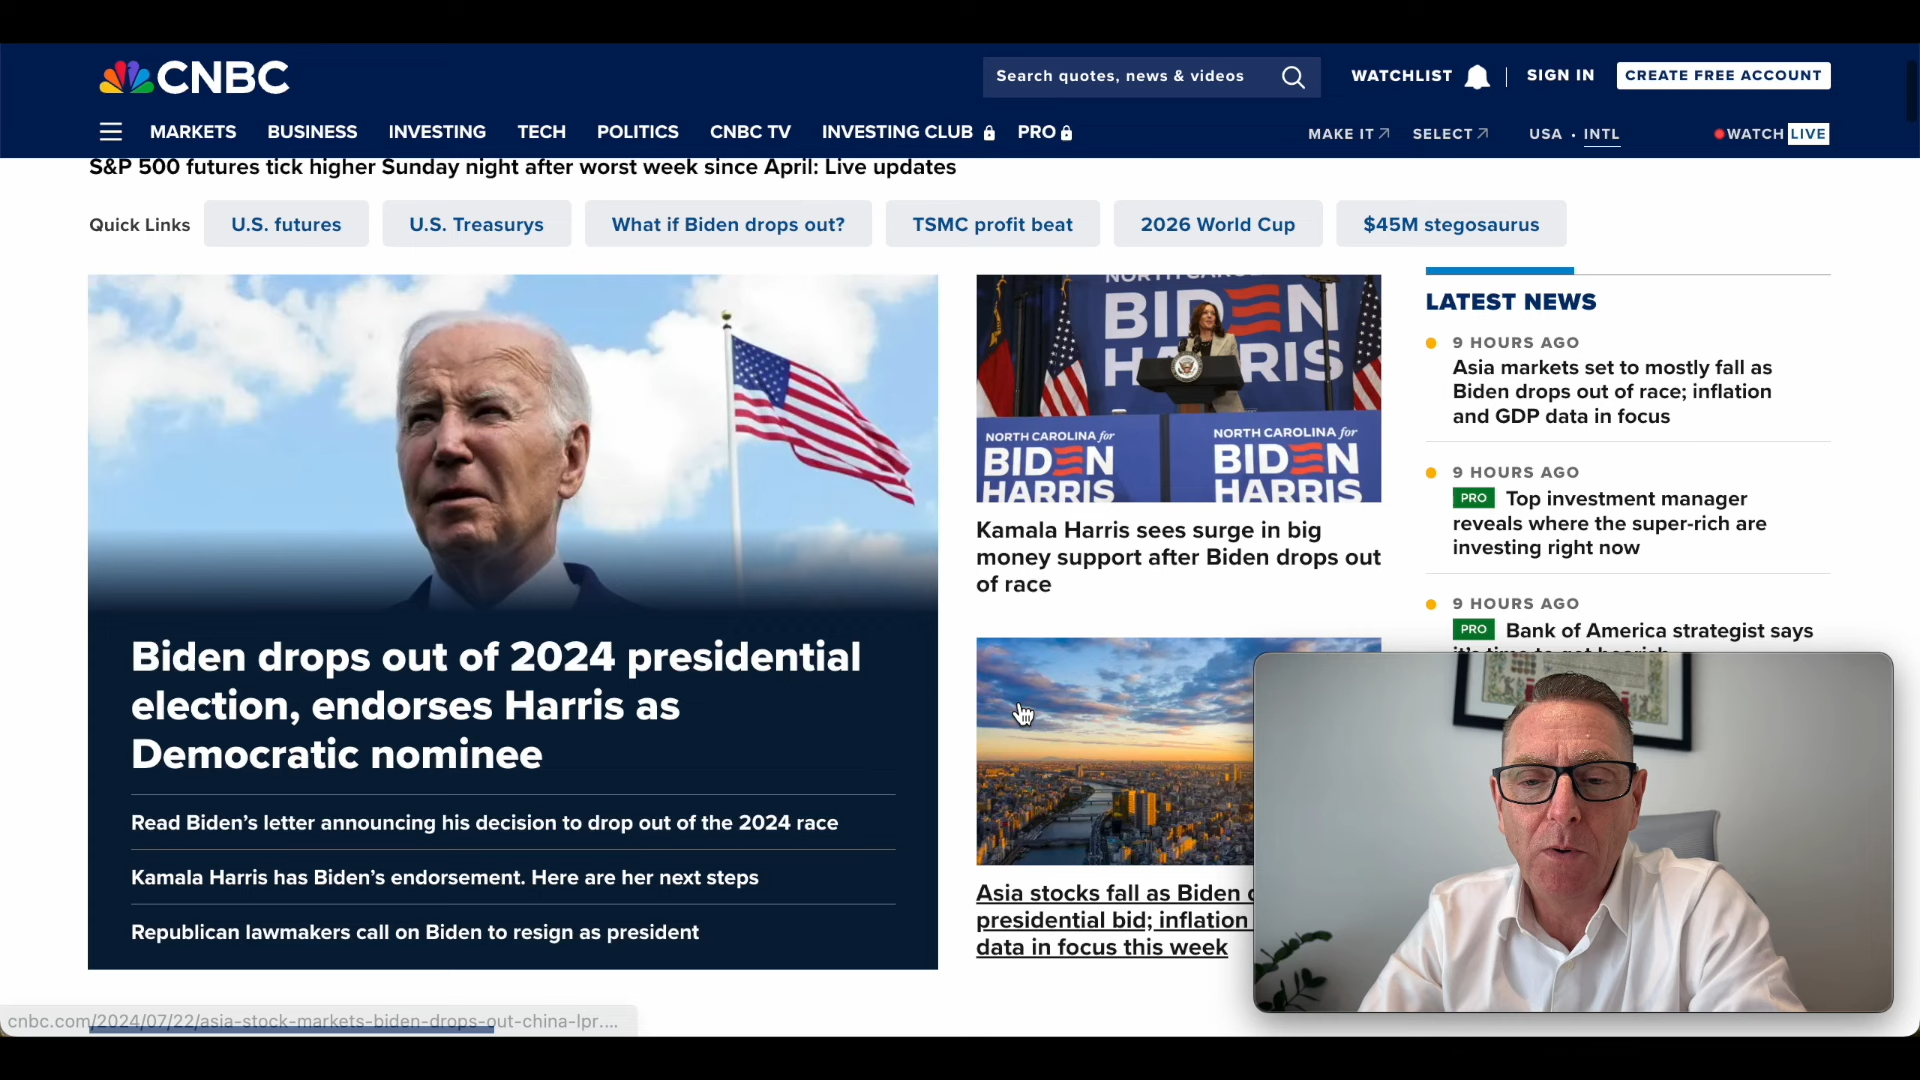 CNBC
Search quotes, news & videos
WATCHLIST
SIGN IN
CREATE FREE ACCOUNT
MARKETS
BUSINESS
INVESTING
TECH
POLITICS
CNBC TV
INVESTING CLUB
PRO
MAKE IT
SELECT
USA • INTL
WATCH LIVE
S&P 500 futures tick higher Sunday night after worst week since April: Live updates
Quick Links
U.S. futures
U.S. Treasurys
What if Biden drops out?
TSMC profit beat
2026 World Cup
$45M stegosaurus
Biden drops out of 2024 presidential
election, endorses Harris as
Democratic nominee
Read Biden’s letter announcing his decision to drop out of the 2024 race
Kamala Harris has Biden’s endorsement. Here are her next steps
Republican lawmakers call on Biden to resign as president
BIDEN
HARRIS
NORTH CAROLINA for
BIDEN
HARRIS
NORTH CAROLINA for
BIDEN
HARRIS
Kamala Harris sees surge in big
money support after Biden drops out
of race
Asia stocks fall as Biden
presidential bid; inflation
data in focus this week
LATEST NEWS
9 HOURS AGO
Asia markets set to mostly fall as
Biden drops out of race; inflation
and GDP data in focus
9 HOURS AGO
PRO Top investment manager
reveals where the super-rich are
investing right now
9 HOURS AGO
PRO Bank of America strategist says
cnbc.com/2024/07/22/asia-stock-markets-biden-drops-out-china-lpr....